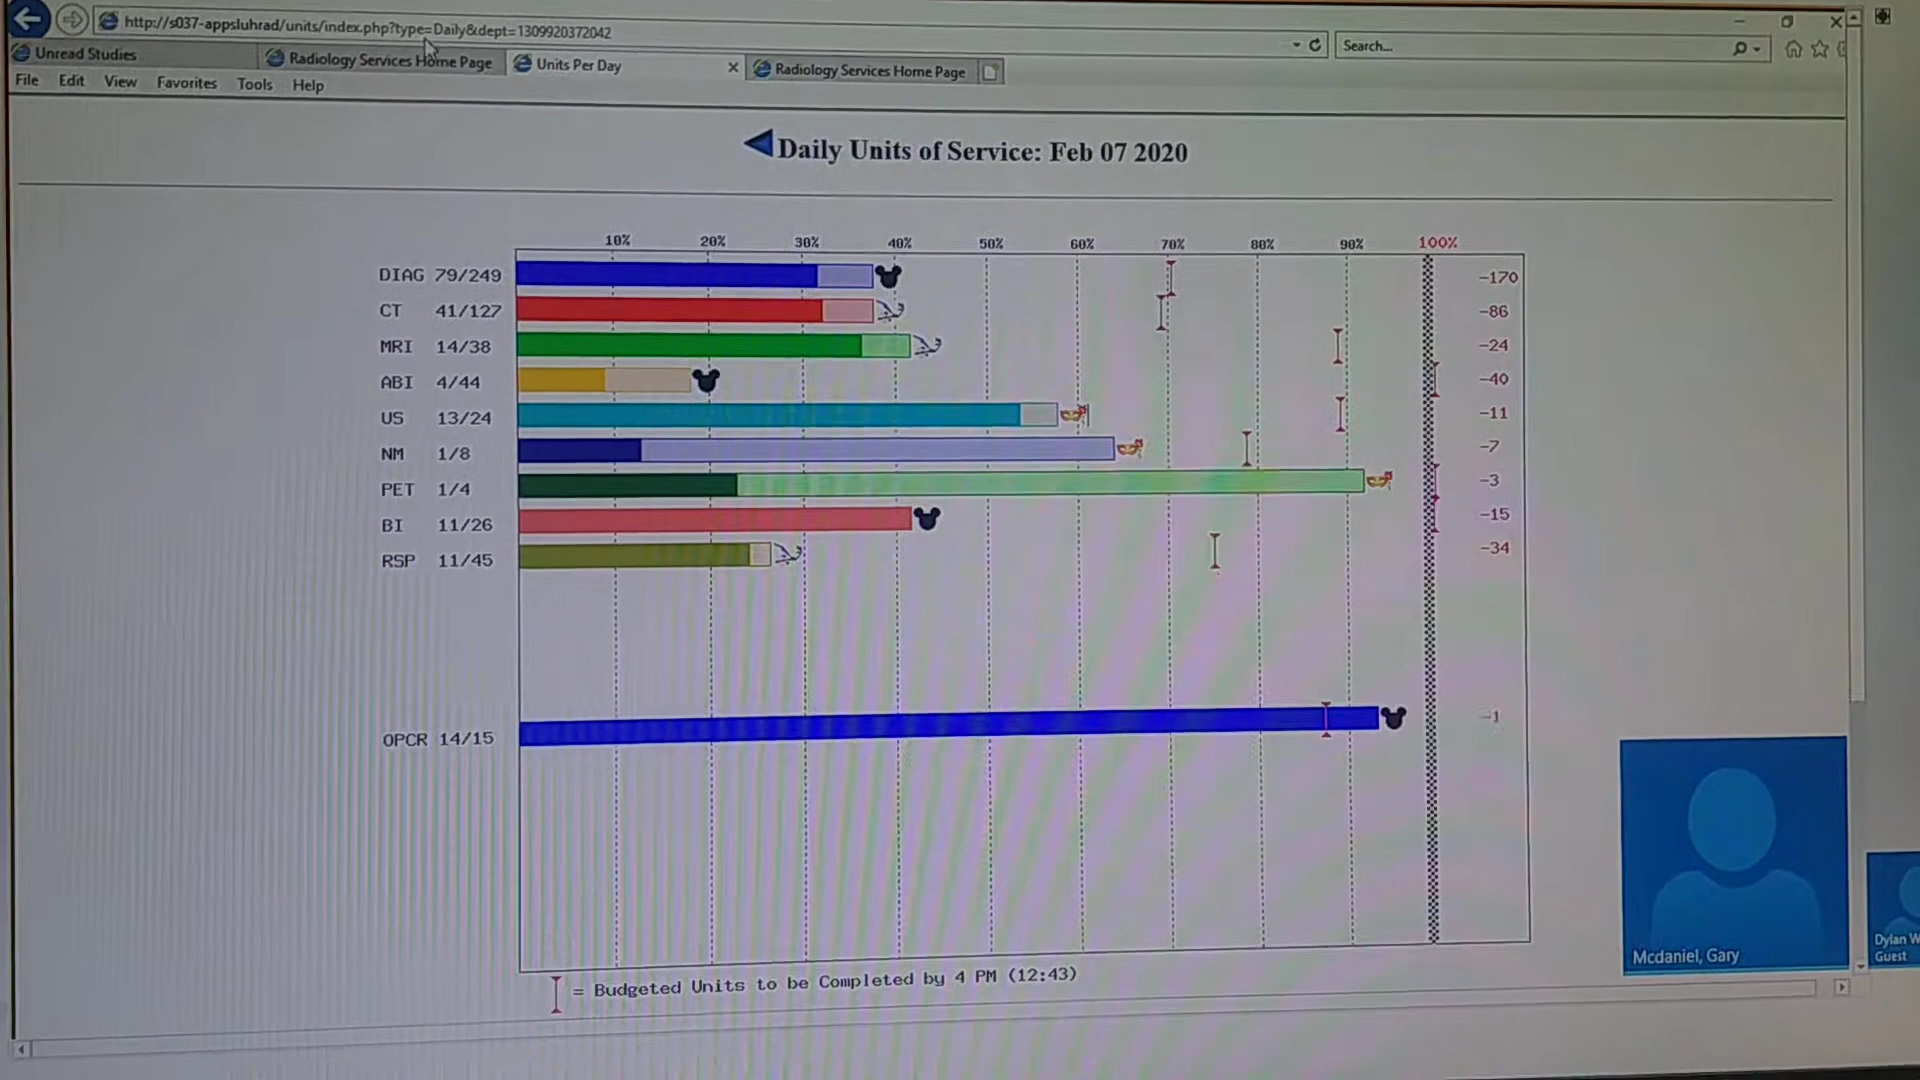 http://s037-appsluhrad/units/index.php?type=Daily&dept=1309920372042
Search...
Unread Studies
Radiology Services Home Page
Units Per Day
Radiology Services Home Page
File Edit View Favorites Tools Help
Daily Units of Service: Feb 07 2020
10% 20% 30% 40% 50% 60% 70% 80% 90% 100%
DIAG 79/249 -170
CT 41/127 -86
MRI 14/38 -24
ABI 4/44 -40
US 13/24 -11
NM 1/8 -7
PET 1/4 -3
BI 11/26 -15
RSP 11/45 -34
OPCR 14/15 -1
= Budgeted Units to be Completed by 4 PM (12:43)
Mcdaniel, Gary
Dylan W
Guest